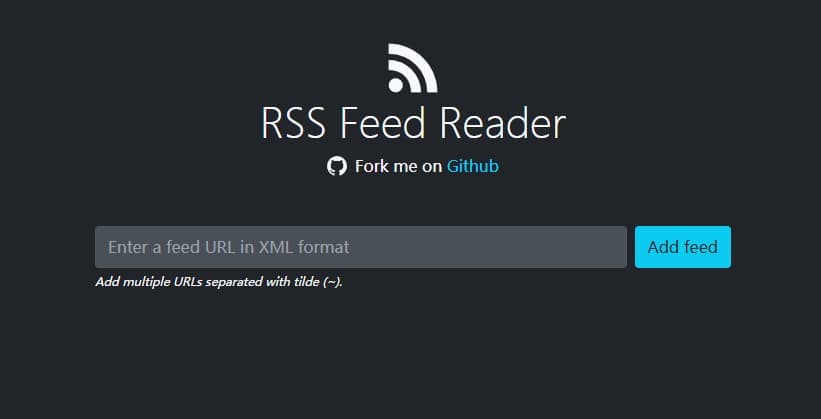 RSS Feed Reader
Fork me on Github
Enter a feed URL in XML format
Add feed
Add multiple URLs separated with tilde (~).